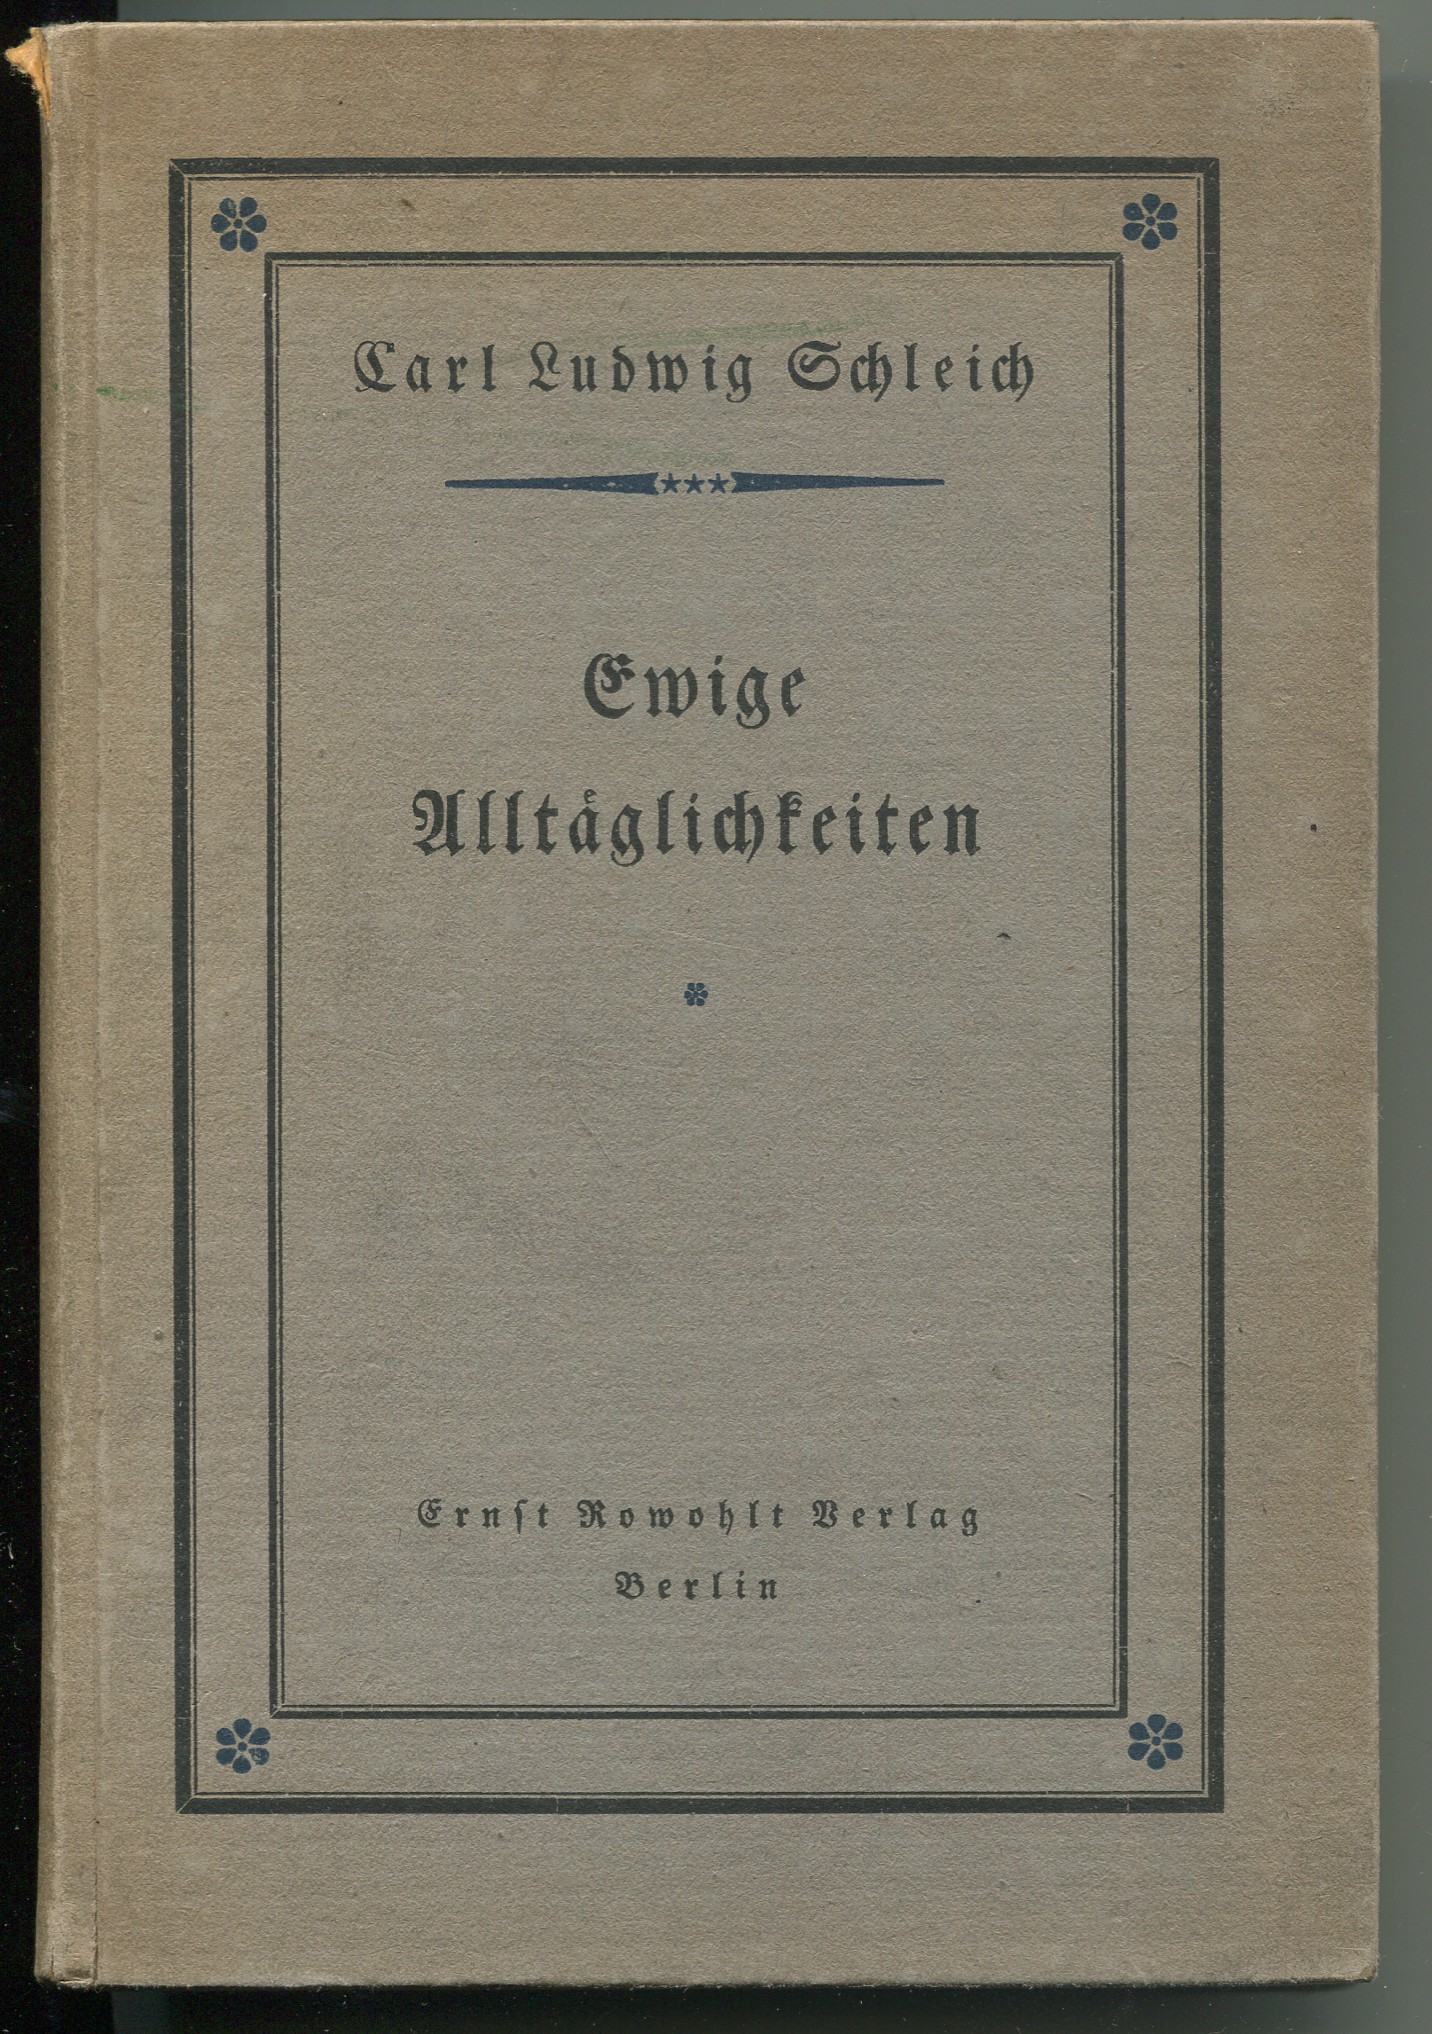 Carl Ludwig Schleich
***
Ewige
Alltäglichkeiten
Ernſt Rowohlt Verlag
Berlin